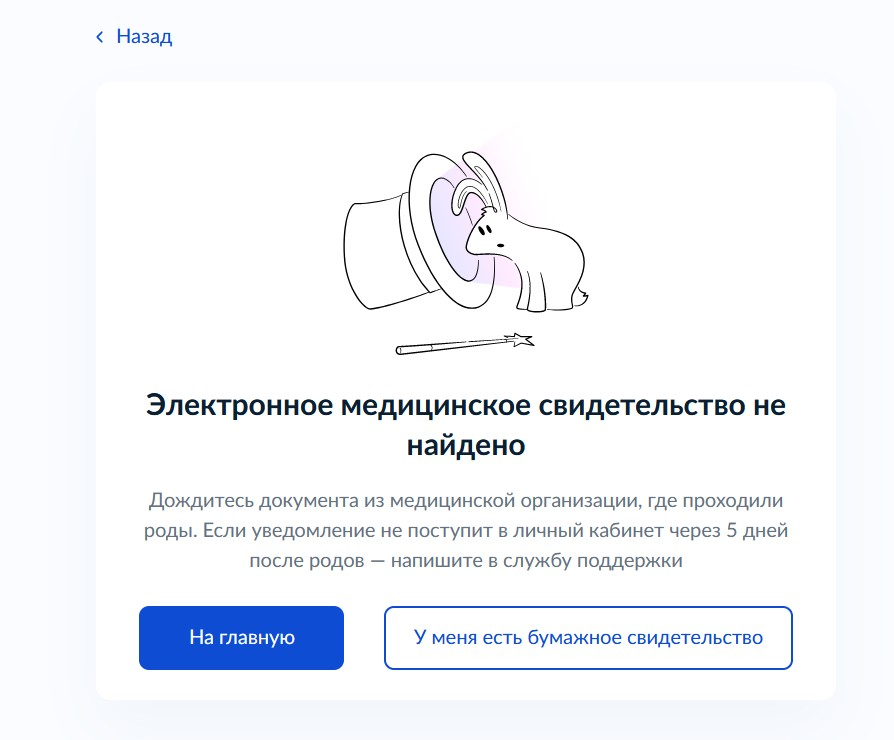 Назад
Электронное медицинское свидетельство не
найдено
Дождитесь документа из медицинской организации, где проходили
роды. Если уведомление не поступит в личный кабинет через 5 дней
после родов — напишите в службу поддержки
На главную
У меня есть бумажное свидетельство